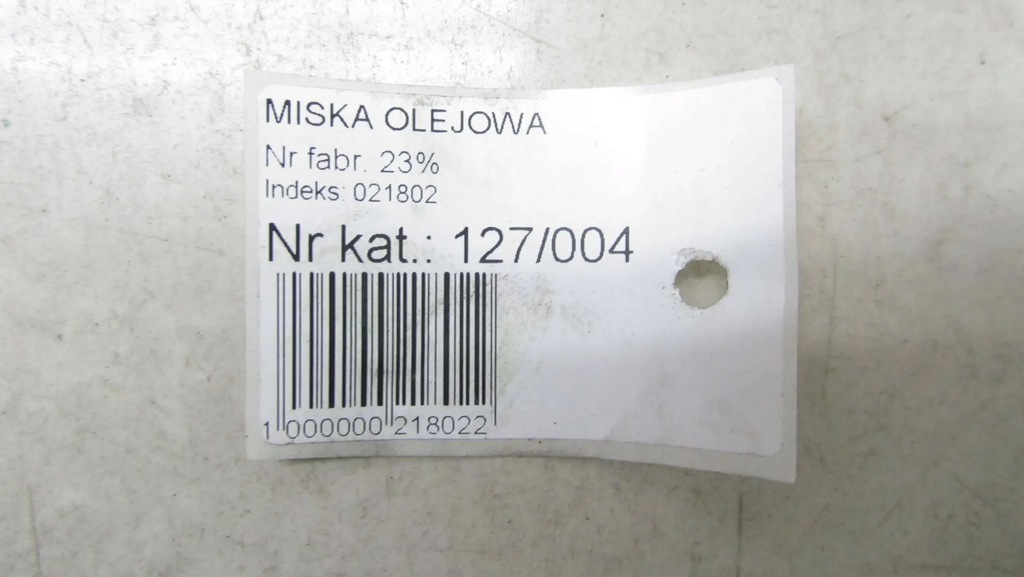 MISKA OLEJOWA
Nr fabr. 23%
Indeks: 021802
Nr kat.: 127/004
1 000000 218022